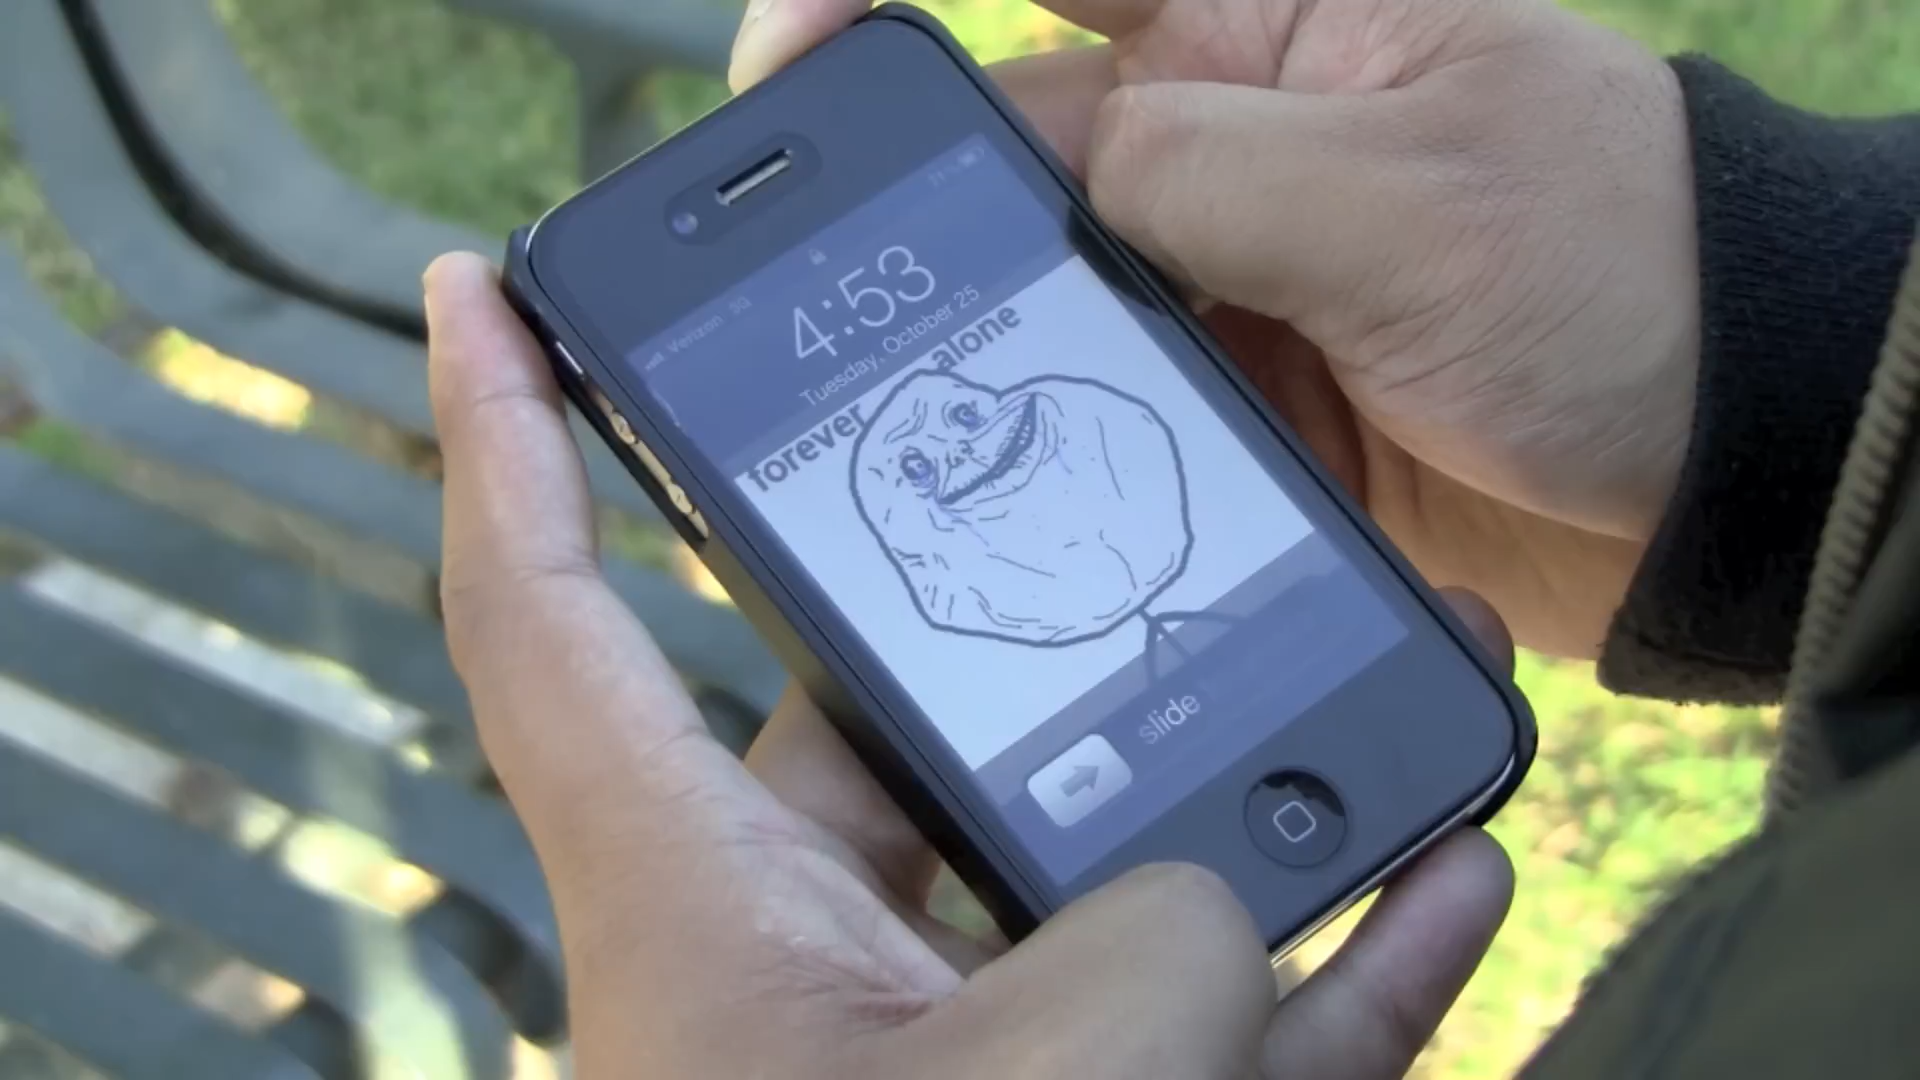 Verizon 3G
4:53
Tuesday, October 25
forever alone
slide